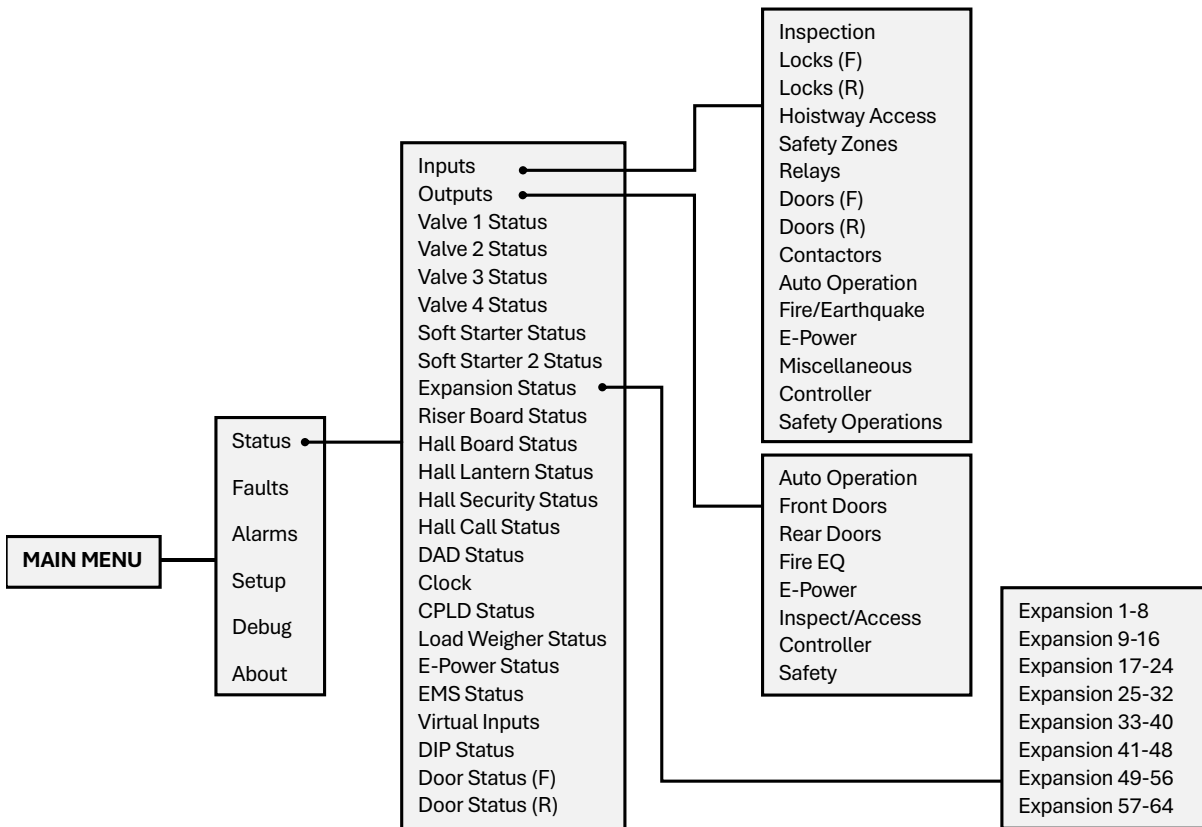 MAIN MENU
Status
Faults
Alarms
Setup
Debug
About
Inputs
Outputs
Valve 1 Status
Valve 2 Status
Valve 3 Status
Valve 4 Status
Soft Starter Status
Soft Starter 2 Status
Expansion Status
Riser Board Status
Hall Board Status
Hall Lantern Status
Hall Security Status
Hall Call Status
DAD Status
Clock
CPLD Status
Load Weigher Status
E-Power Status
EMS Status
Virtual Inputs
DIP Status
Door Status (F)
Door Status (R)
Inspection
Locks (F)
Locks (R)
Hoistway Access
Safety Zones
Relays
Doors (F)
Doors (R)
Contactors
Auto Operation
Fire/Earthquake
E-Power
Miscellaneous
Controller
Safety Operations
Auto Operation
Front Doors
Rear Doors
Fire EQ
E-Power
Inspect/Access
Controller
Safety
Expansion 1-8
Expansion 9-16
Expansion 17-24
Expansion 25-32
Expansion 33-40
Expansion 41-48
Expansion 49-56
Expansion 57-64